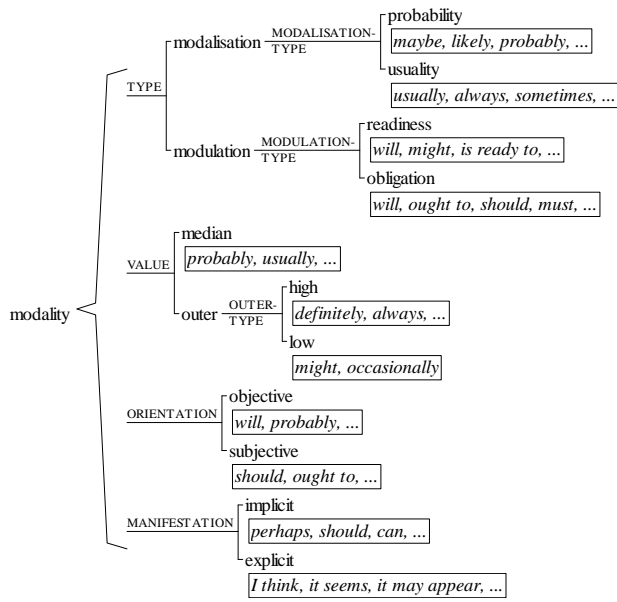 probability
modalisation MODALISATION-
TYPE maybe, likely, probably, ...
usuality
TYPE usually, always, sometimes, ...
readiness
modulation MODULATION-
TYPE will, might, is ready to, ...
obligation
will, ought to, should, must, ...
median
probably, usually, ...
VALUE
high
outer OUTER-
TYPE definitely, always, ...
modality
low
might, occasionally
objective
ORIENTATION will, probably, ...
subjective
should, ought to, ...
implicit
MANIFESTATION perhaps, should, can, ...
explicit
I think, it seems, it may appear, ...